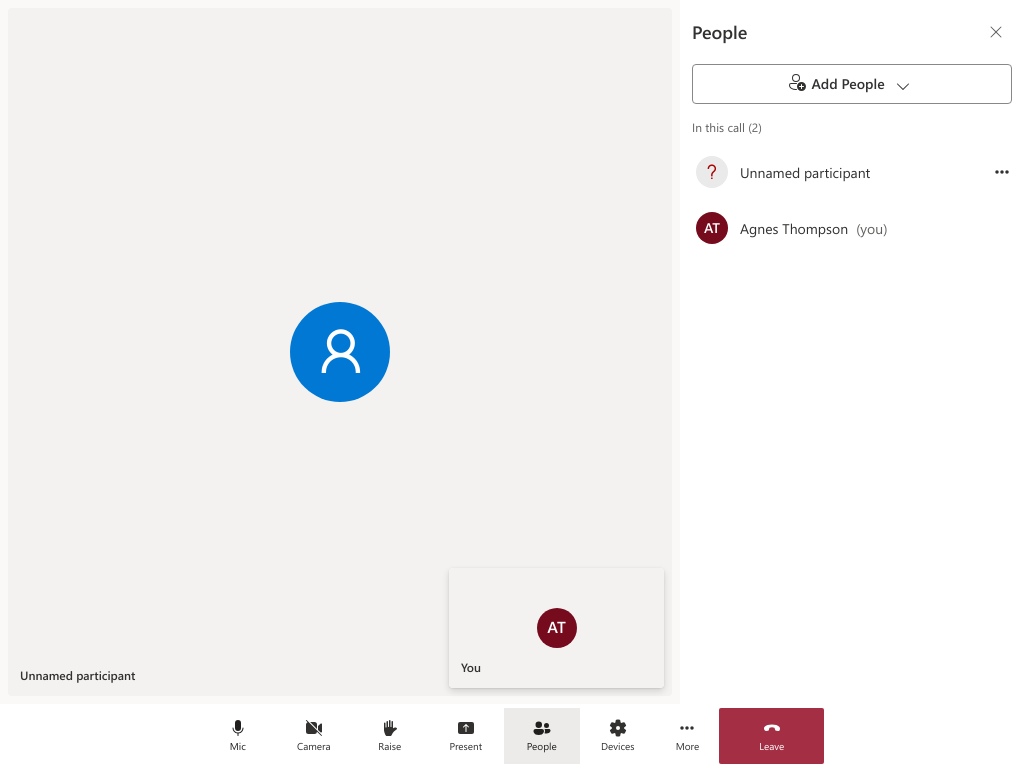 People
Add People
In this call (2)
? Unnamed participant
AT Agnes Thompson (you)
AT
You
Unnamed participant
Mic Camera Raise Present People Devices More Leave